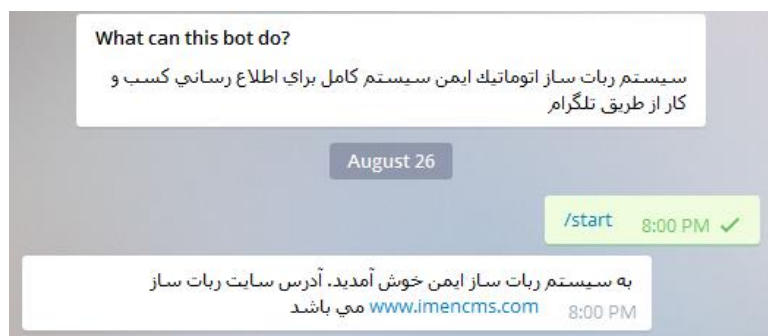 What can this bot do?
سيستم ربات ساز اتوماتيك ايمن سيستم كامل براي اطلاع رساني كسب و
كار از طريق تلگرام
August 26
/start 8:00 PM
به سيستم ربات ساز ايمن خوش آمديد. آدرس سايت ربات ساز
www.imencms.com مي باشد
8:00 PM